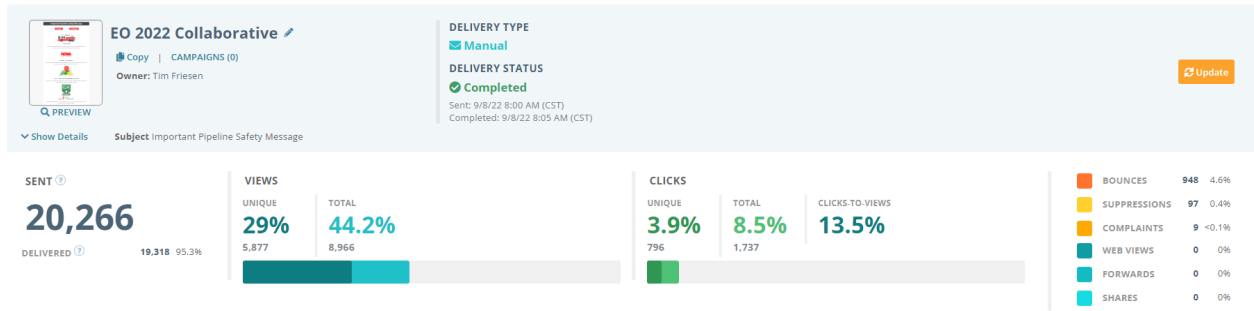 EO 2022 Collaborative
Copy | CAMPAIGNS (0)
Owner: Tim Friesen
PREVIEW
Show Details
Subject Important Pipeline Safety Message
DELIVERY TYPE
Manual
DELIVERY STATUS
Completed
Sent: 9/8/22 8:00 AM (CST)
Completed: 9/8/22 8:05 AM (CST)
Update
SENT ?
20,266
DELIVERED ? 19,318 95.3%
VIEWS
UNIQUE TOTAL
29% 44.2%
5,877 8,966
CLICKS
UNIQUE TOTAL CLICKS-TO-VIEWS
3.9% 8.5% 13.5%
796 1,737
BOUNCES 948 4.6%
SUPPRESSIONS 97 0.4%
COMPLAINTS 9 <0.1%
WEB VIEWS 0 0%
FORWARDS 0 0%
SHARES 0 0%